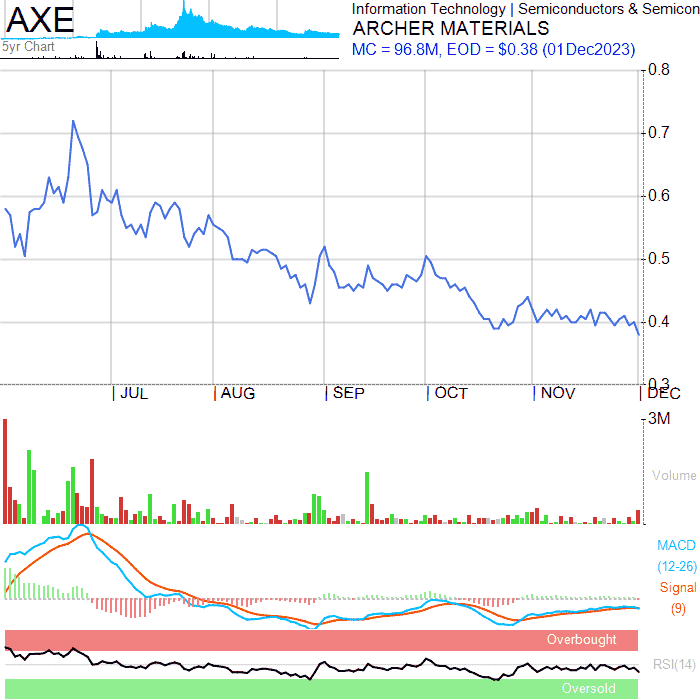 AXE
5yr Chart
Information Technology | Semiconductors & Semicon
ARCHER MATERIALS
MC = 96.8M, EOD = $0.38 (01Dec2023)
0.8
0.7
0.6
0.5
0.4
0.3
JUL AUG SEP OCT NOV DEC
3M
Volume
MACD
(12-26)
Signal
(9)
Overbought
RSI(14)
Oversold